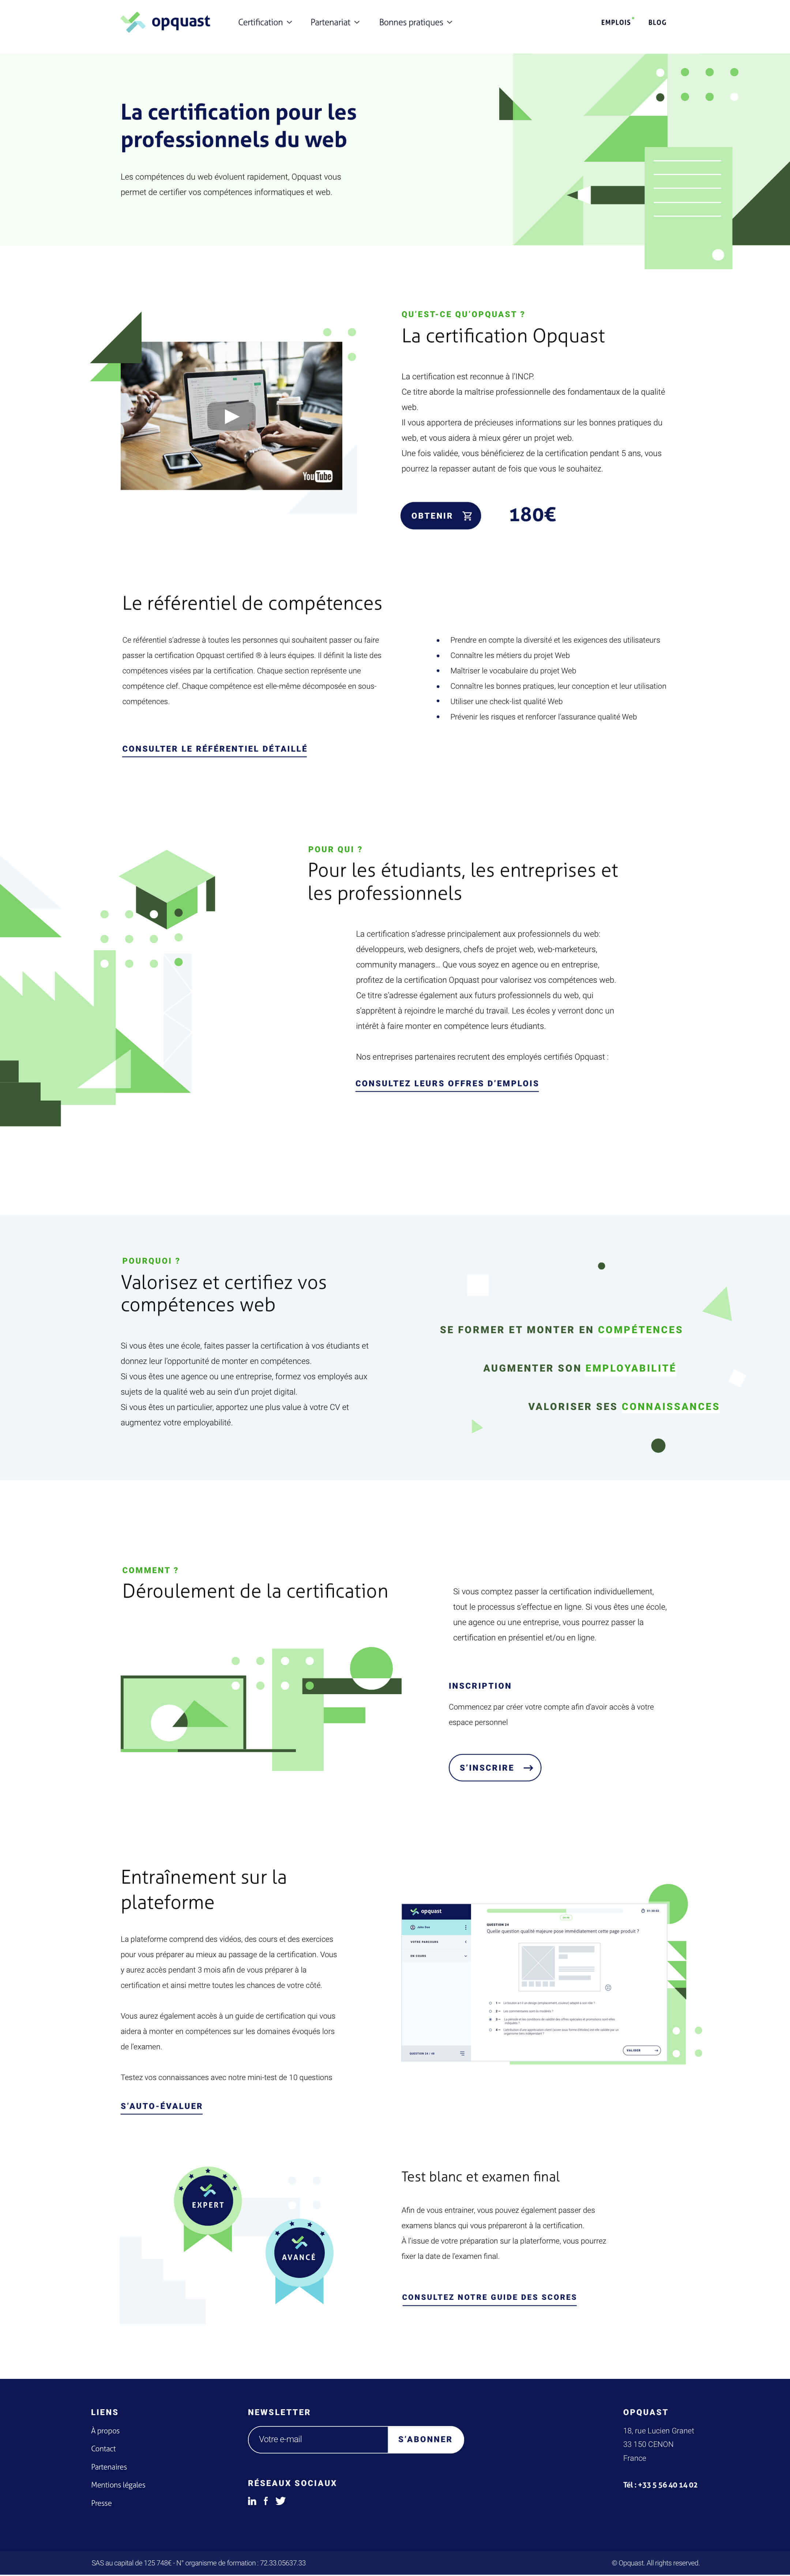 opquast
Certification
Partenariat
Bonnes pratiques
EMPLOIS
BLOG
La certification pour les
professionnels du web
Les compétences du web évoluent rapidement, Opquast vous
permet de certifier vos compétences informatiques et web.
QU'EST-CE QU'OPQUAST ?
La certification Opquast
La certification est reconnue à l'INCP.
Ce titre aborde la maîtrise professionnelle des fondamentaux de la qualité
web.
Il vous apportera de précieuses informations sur les bonnes pratiques du
web, et vous aidera à mieux gérer un projet web.
Une fois validée, vous bénéficierez de la certification pendant 5 ans, vous
pourrez la repasser autant de fois que vous le souhaitez.
YouTube
OBTENIR
180€
Le référentiel de compétences
Ce référentiel s'adresse à toutes les personnes qui souhaitent passer ou faire
passer la certification Opquast certified ® à leurs équipes. Il définit la liste des
compétences visées par la certification. Chaque section représente une
compétence clef. Chaque compétence est elle-même décomposée en sous-
compétences.
CONSULTER LE RÉFÉRENTIEL DÉTAILLÉ
• Prendre en compte la diversité et les exigences des utilisateurs
• Connaître les métiers du projet Web
• Maîtriser le vocabulaire du projet Web
• Connaître les bonnes pratiques, leur conception et leur utilisation
• Utiliser une check-list qualité Web
• Prévenir les risques et renforcer l'assurance qualité Web
POUR QUI ?
Pour les étudiants, les entreprises et
les professionnels
La certification s'adresse principalement aux professionnels du web:
développeurs, web designers, chefs de projet web, web-marketeurs,
community managers... Que vous soyez en agence ou en entreprise,
profitez de la certification Opquast pour valorisez vos compétences web.
Ce titre s'adresse également aux futurs professionnels du web, qui
s'apprêtent à rejoindre le marché du travail. Les écoles y verront donc un
intérêt à faire monter en compétence leurs étudiants.
Nos entreprises partenaires recrutent des employés certifiés Opquast :
CONSULTEZ LEURS OFFRES D'EMPLOIS
POURQUOI ?
Valorisez et certifiez vos
compétences web
Si vous êtes une école, faites passer la certification à vos étudiants et
donnez leur l'opportunité de monter en compétences.
Si vous êtes une agence ou une entreprise, formez vos employés aux
sujets de la qualité web au sein d'un projet digital.
Si vous êtes un particulier, apportez une plus value à votre CV et
augmentez votre employabilité.
SE FORMER ET MONTER EN COMPÉTENCES
AUGMENTER SON EMPLOYABILITÉ
VALORISER SES CONNAISSANCES
COMMENT ?
Déroulement de la certification
Si vous comptez passer la certification individuellement,
tout le processus s'effectue en ligne. Si vous êtes une école,
une agence ou une entreprise, vous pourrez passer la
certification en présentiel et/ou en ligne.
INSCRIPTION
Commencez par créer votre compte afin d'avoir accès à votre
espace personnel
S'INSCRIRE
Entraînement sur la
plateforme
La plateforme comprend des vidéos, des cours et des exercices
pour vous préparer au mieux au passage de la certification. Vous
y aurez accès pendant 3 mois afin de vous préparer à la
certification et ainsi mettre toutes les chances de votre côté.
Vous aurez également accès à un guide de certification qui vous
aidera à monter en compétences sur les domaines évoqués lors
de l'examen.
Testez vos connaissances avec notre mini-test de 10 questions
S'AUTO-ÉVALUER
opquast
VOTRE PARCOURS
EN COURS
QUESTION 24
Quelle question qualité majeure pose immédiatement cette page produit ?
VALIDER
EXPERT
AVANCÉ
Test blanc et examen final
Afin de vous entrainer, vous pouvez également passer des
examens blancs qui vous prépareront à la certification.
À l'issue de votre préparation sur la platerforme, vous pourrez
fixer la date de l'examen final.
CONSULTEZ NOTRE GUIDE DES SCORES
LIENS
À propos
Contact
Partenaires
Mentions légales
Presse
NEWSLETTER
Votre e-mail
S'ABONNER
RÉSEAUX SOCIAUX
OPQUAST
18, rue Lucien Granet
33 150 CENON
France
Tél : +33 5 56 40 14 02
SAS au capital de 125 748€ - N° organisme de formation : 72.33.05637.33
© Opquast. All rights reserved.